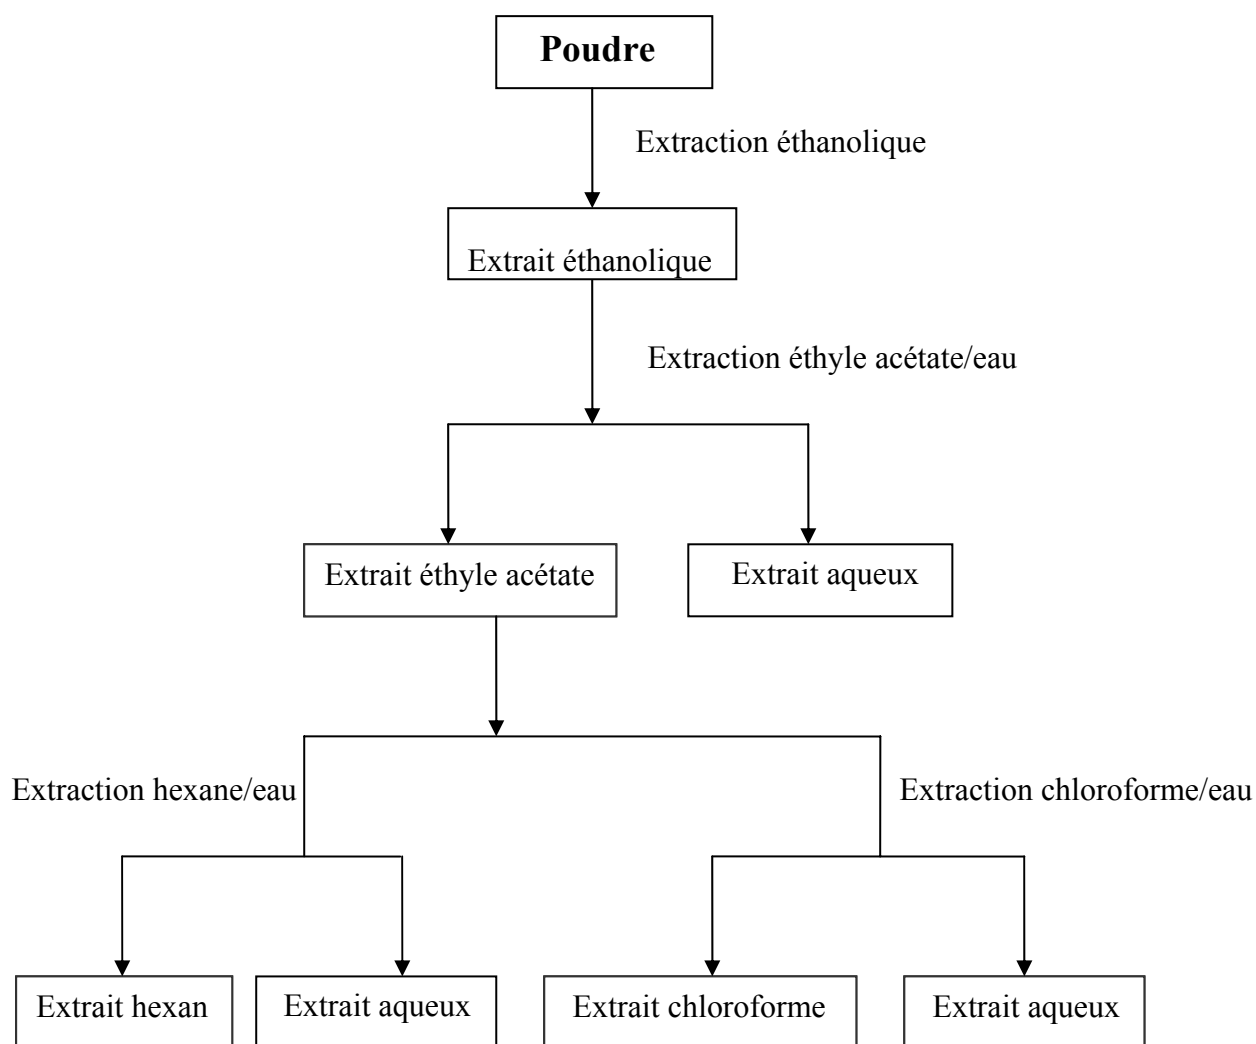 Poudre
Extraction éthanolique
Extrait éthanolique
Extraction éthyle acétate/eau
Extrait éthyle acétate
Extrait aqueux
Extraction hexane/eau
Extraction chloroforme/eau
Extrait hexan
Extrait aqueux
Extrait chloroforme
Extrait aqueux